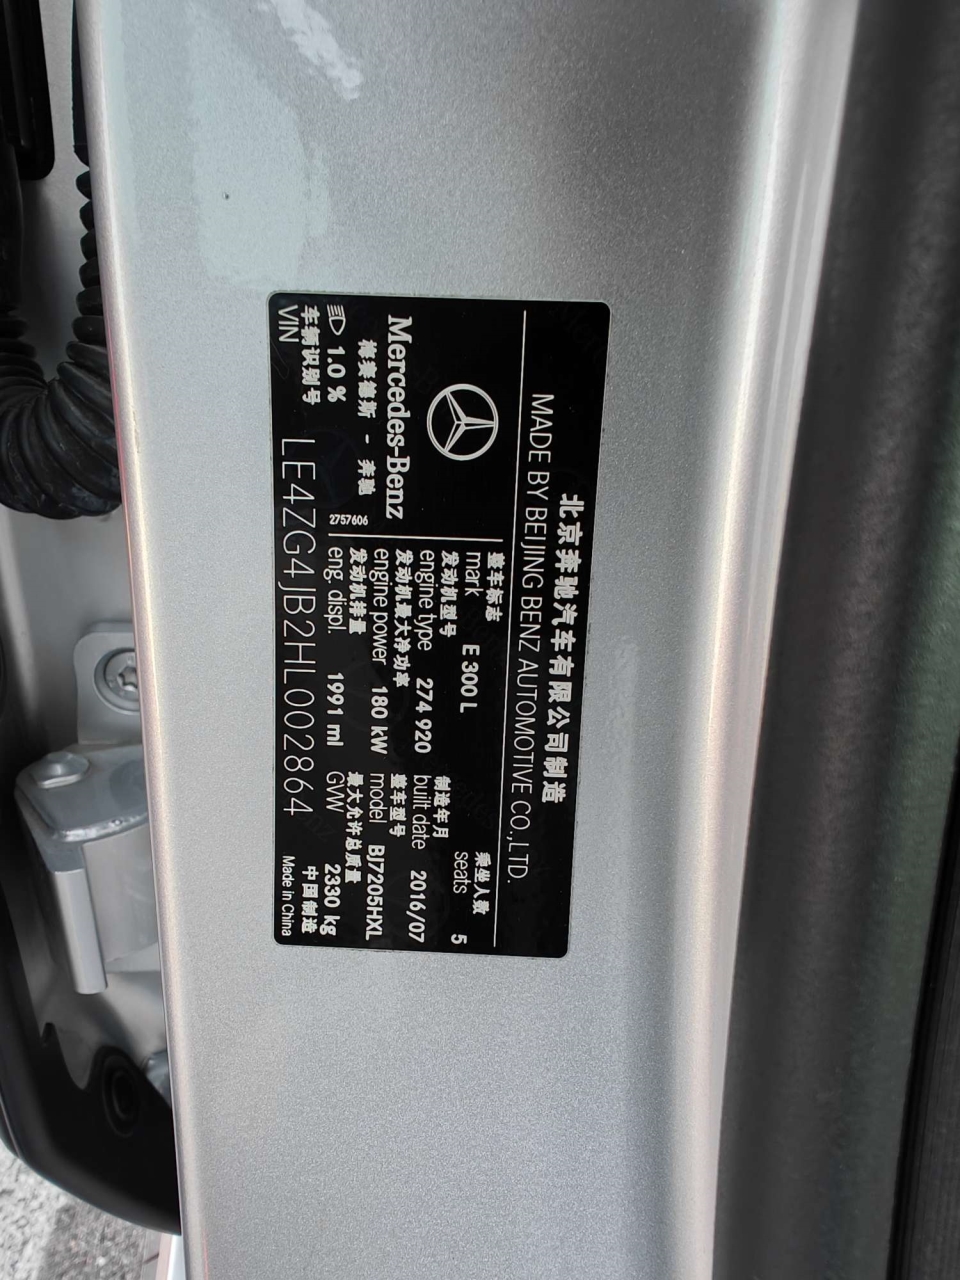 北京奔驰汽车有限公司制造
MADE BY BEIJING BENZ AUTOMOTIVE CO.,LTD.
Mercedes-Benz
梅赛德斯 - 奔驰
1.0 %
2757606
整车标志
mark E 300 L
乘坐人数
seats 5
发动机型号
engine type 274 920
制造年月
built date 2016/07
发动机最大净功率
engine power 180 kW
整车型号
model BJ7205HXL
发动机排量
eng. displ. 1991 ml
最大允许总质量
GVW 2330 kg
车辆识别号
VIN LE4ZG4JB2HL002864
中国制造
Made in China